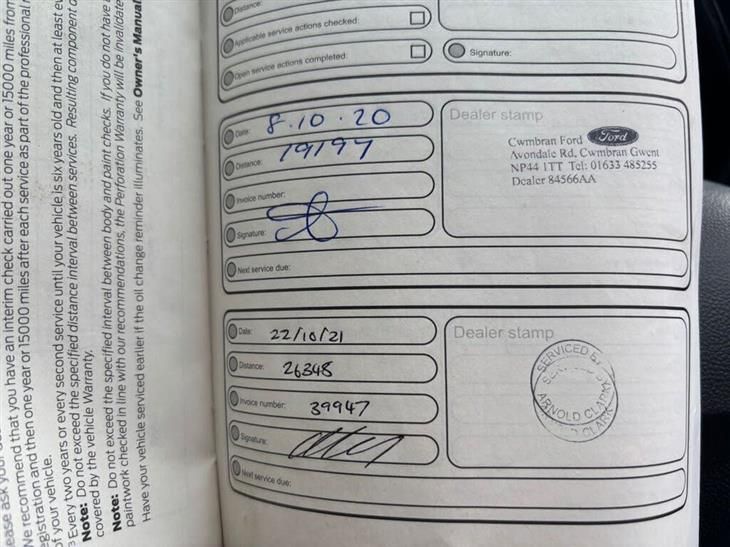 ease ask your
We recommend that you have an interim check carried out one year or 15000 miles from
egistration and then one year or 15000 miles after each service as part of the professional
of your vehicle.
3 Every two years or every second service until your vehicle is six years old and then at least
Note: Do not exceed the specified distance interval between services. Resulting component
covered by the vehicle Warranty.
Note: Do not exceed the specified interval between body and paint checks. If you do not have
paintwork checked in line with our recommendations, the Perforation Warranty will be invalidate
Have your vehicle serviced earlier if the oil change reminder illuminates. See Owner's Manual
Distance:
Applicable service actions checked:
Open service actions completed:
Signature:
Date: 8.10.20
Distance: 19197
Invoice number:
Signature:
Next service due:
Dealer stamp
Cwmbran Ford Ford
Avondale Rd, Cwmbran Gwent
NP44 1TT Tel: 01633 485255
Dealer 84566AA
Date: 22/10/21
Distance: 26348
Invoice number: 39947
Signature:
Next service due:
Dealer stamp
SERVICED BY
ARNOLD CLARK